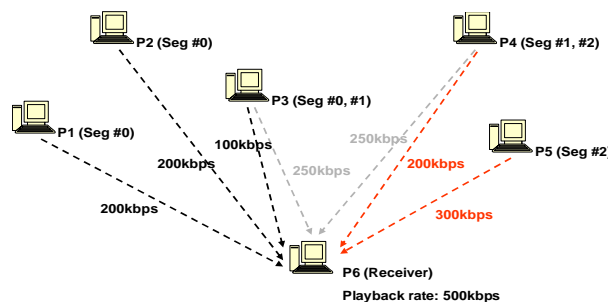 P2 (Seg #0)
P4 (Seg #1, #2)
P3 (Seg #0, #1)
P1 (Seg #0)
100kbps
250kbps
P5 (Seg #2)
200kbps
250kbps
200kbps
200kbps
300kbps
P6 (Receiver)
Playback rate: 500kbps